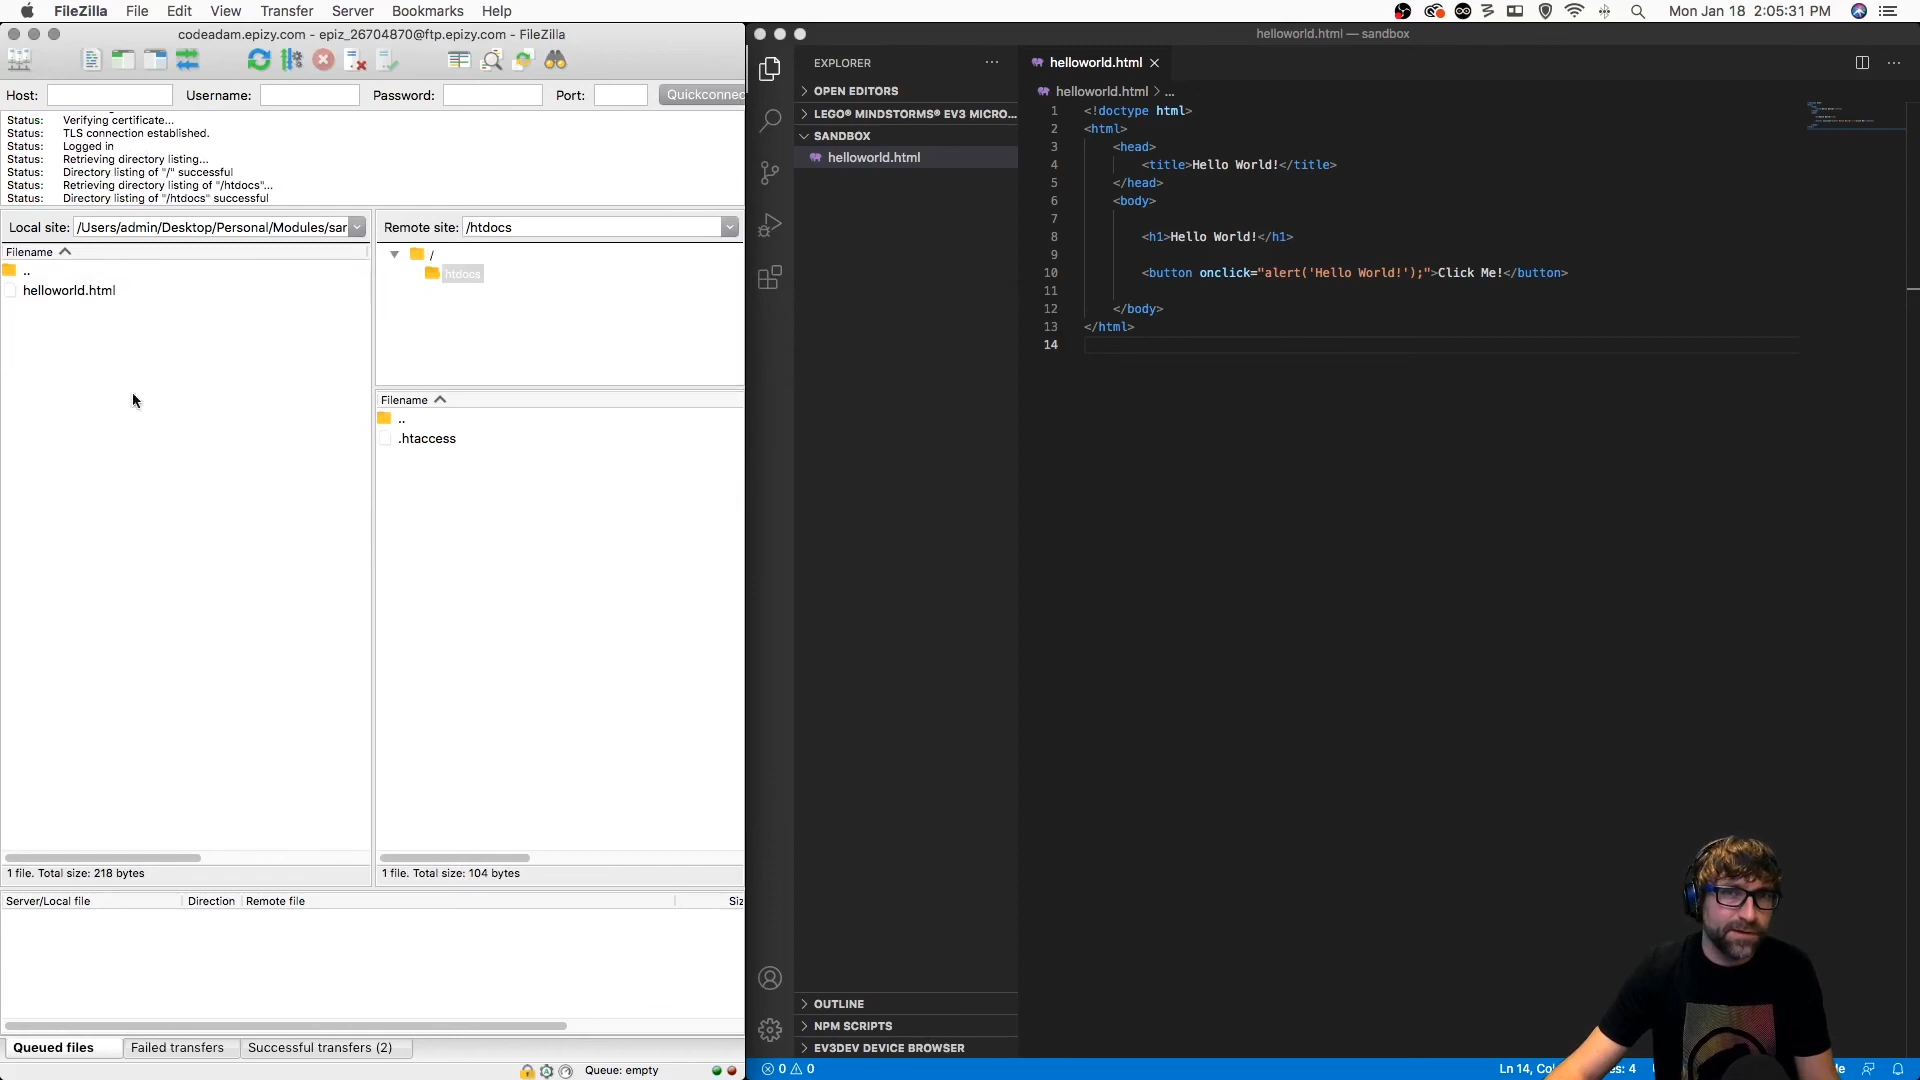 FileZilla File Edit View Transfer Server Bookmarks Help
Mon Jan 18 2:05:31 PM
codeadam.epizy.com - epiz_26704870@ftp.epizy.com - FileZilla
Host: Username: Password: Port: Quickconnec
Status: Verifying certificate...
Status: TLS connection established.
Status: Logged in
Status: Retrieving directory listing...
Status: Directory listing of "/" successful
Status: Retrieving directory listing of "/htdocs"...
Status: Directory listing of "/htdocs" successful
Local site: /Users/admin/Desktop/Personal/Modules/sar
Filename
..
helloworld.html
1 file. Total size: 218 bytes
Remote site: /htdocs
/
htdocs
Filename
..
.htaccess
1 file. Total size: 104 bytes
Server/Local file Direction Remote file Siz
Queued files Failed transfers Successful transfers (2)
Queue: empty
helloworld.html — sandbox
EXPLORER
OPEN EDITORS
LEGO® MINDSTORMS® EV3 MICRO...
SANDBOX
helloworld.html
OUTLINE
NPM SCRIPTS
EV3DEV DEVICE BROWSER
helloworld.html
helloworld.html > ...
1 <!doctype html>
2 <html>
3 <head>
4 <title>Hello World!</title>
5 </head>
6 <body>
7
8 <h1>Hello World!</h1>
9
10 <button onclick="alert('Hello World!');">Click Me!</button>
11
12 </body>
13 </html>
14
0 0
Ln 14, Co
es: 4